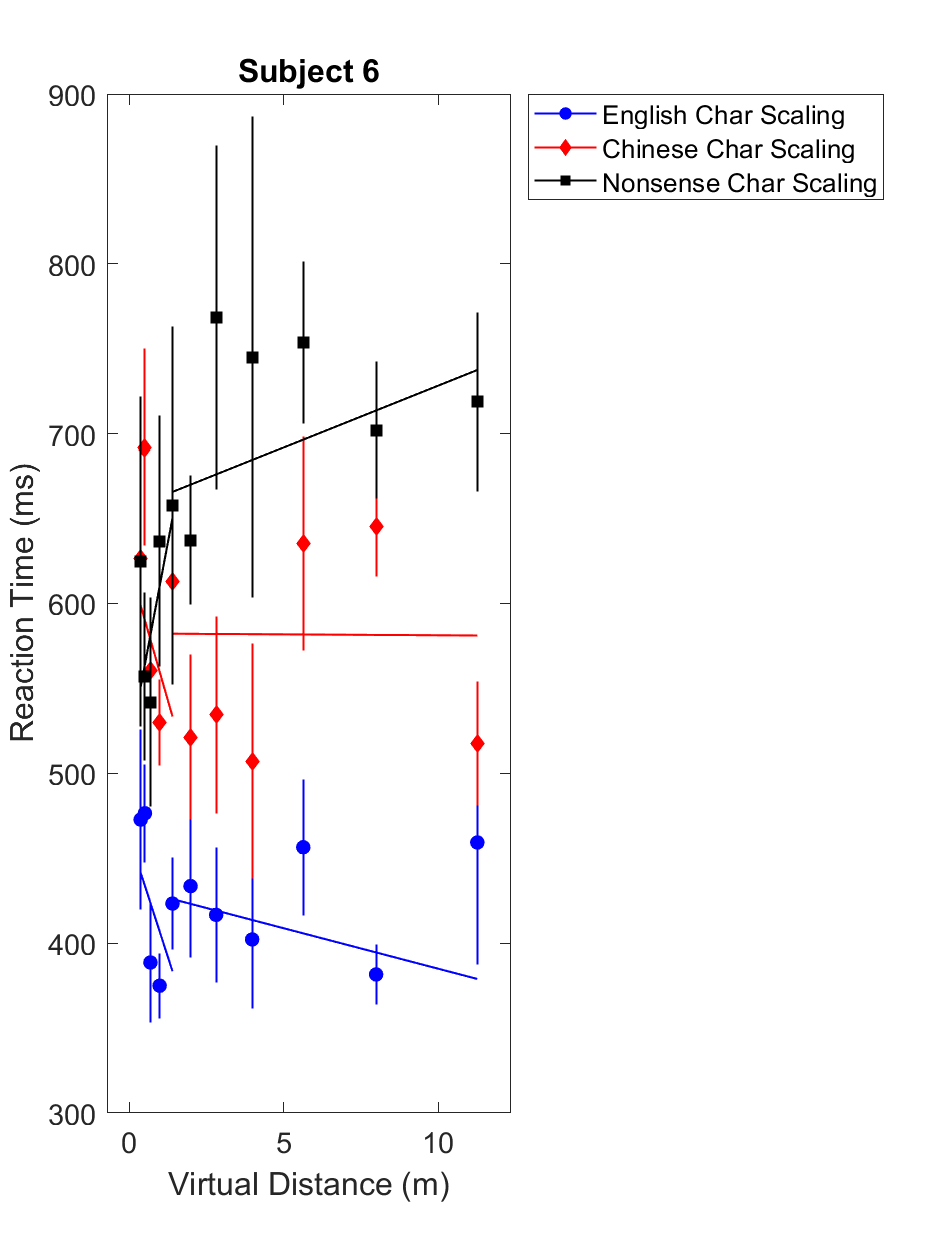 Subject 6
900
800
700
600
500
400
300
Reaction Time (ms)
0 5 10
Virtual Distance (m)
English Char Scaling
Chinese Char Scaling
Nonsense Char Scaling